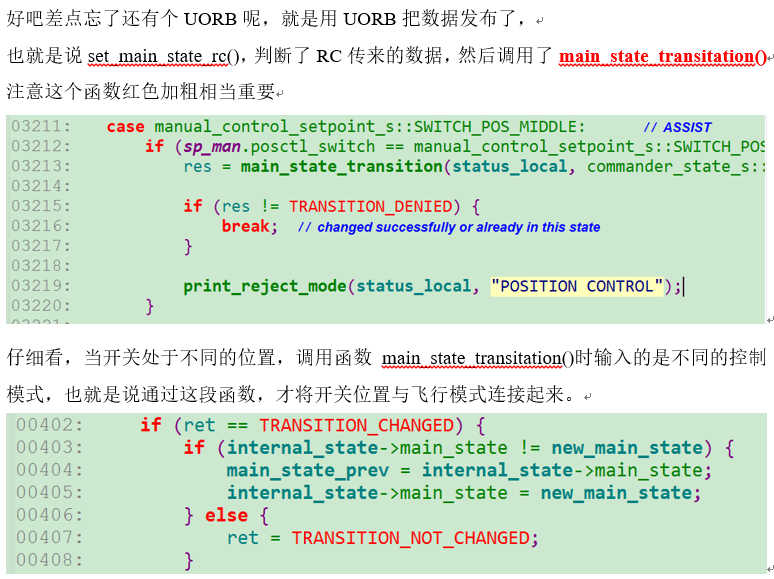 好吧差点忘了还有个 UORB 呢，就是用 UORB 把数据发布了，
也就是说 set_main_state_rc()，判断了 RC 传来的数据，然后调用了 main_state_transitation()
注意这个函数红色加粗相当重要
03211: case manual_control_setpoint_s::SWITCH_POS_MIDDLE: // ASSIST
03212: if (sp_man.posctl_switch == manual_control_setpoint_s::SWITCH_POS
03213: res = main_state_transition(status_local, commander_state_s::
03214:
03215: if (res != TRANSITION_DENIED) {
03216: break; // changed successfully or already in this state
03217: }
03218:
03219: print_reject_mode(status_local, "POSITION CONTROL");
03220: }
仔细看，当开关处于不同的位置，调用函数 main_state_transitation()时输入的是不同的控制
模式，也就是说通过这段函数，才将开关位置与飞行模式连接起来。
00402: if (ret == TRANSITION_CHANGED) {
00403: if (internal_state->main_state != new_main_state) {
00404: main_state_prev = internal_state->main_state;
00405: internal_state->main_state = new_main_state;
00406: } else {
00407: ret = TRANSITION_NOT_CHANGED;
00408: }